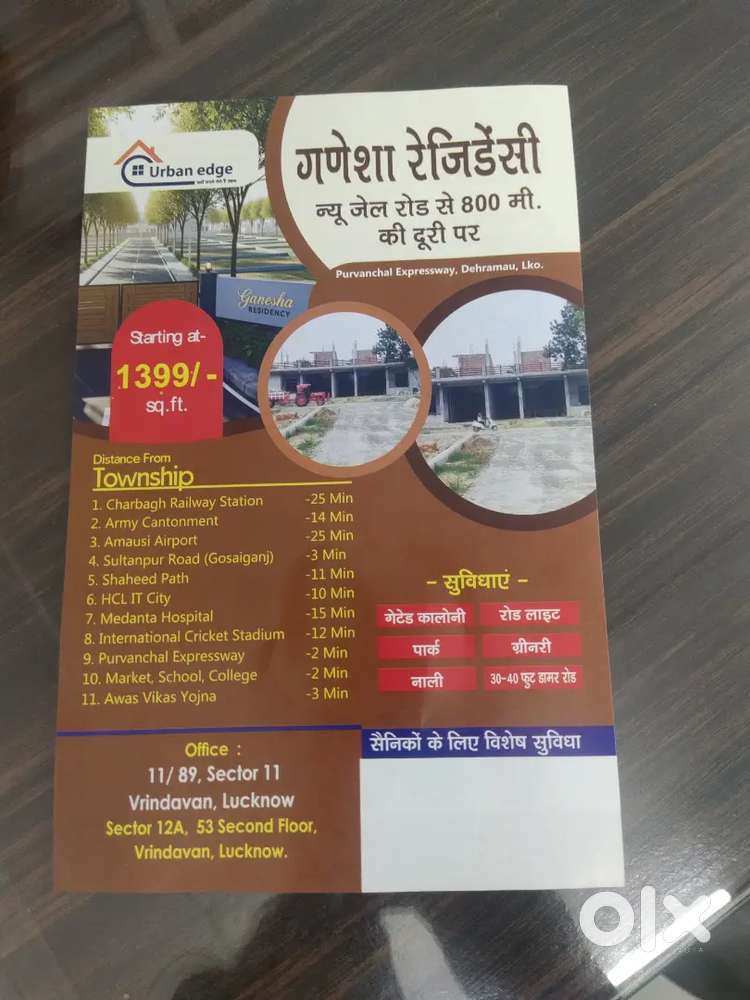 Urban edge
गणेशा रेजिडेंसी
न्यू जेल रोड से 800 मी.
की दूरी पर
Purvanchal Expressway, Dehramau, Lko.
Ganesha
RESIDENCY
Starting at-
1399/-
sq.ft.
Distance From
Township
1. Charbagh Railway Station -25 Min
2. Army Cantonment -14 Min
3. Amausi Airport -25 Min
4. Sultanpur Road (Gosaiganj) -3 Min
5. Shaheed Path -11 Min
6. HCL IT City -10 Min
7. Medanta Hospital -15 Min
8. International Cricket Stadium -12 Min
9. Purvanchal Expressway -2 Min
10. Market, School, College -2 Min
11. Awas Vikas Yojna -3 Min
- सुविधाएं -
गेटेड कालोनी रोड लाइट
पार्क ग्रीनरी
नाली 30-40 फुट डामर रोड
सैनिकों के लिए विशेष सुविधा
Office :
11/ 89, Sector 11
Vrindavan, Lucknow
Sector 12A, 53 Second Floor,
Vrindavan, Lucknow.
olx